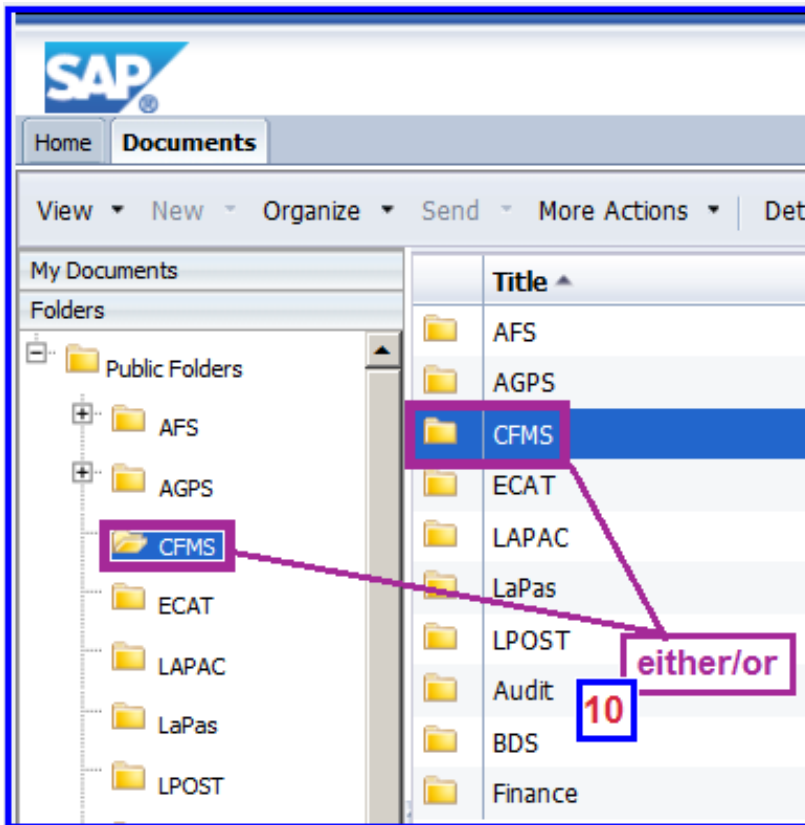 SAP®
Home Documents
View New Organize Send More Actions Det
My Documents
Folders
Public Folders
AFS
AGPS
CFMS
ECAT
LAPAC
LaPas
LPOST
Title
AFS
AGPS
CFMS
ECAT
LAPAC
LaPas
LPOST
Audit
BDS
Finance
either/or
10